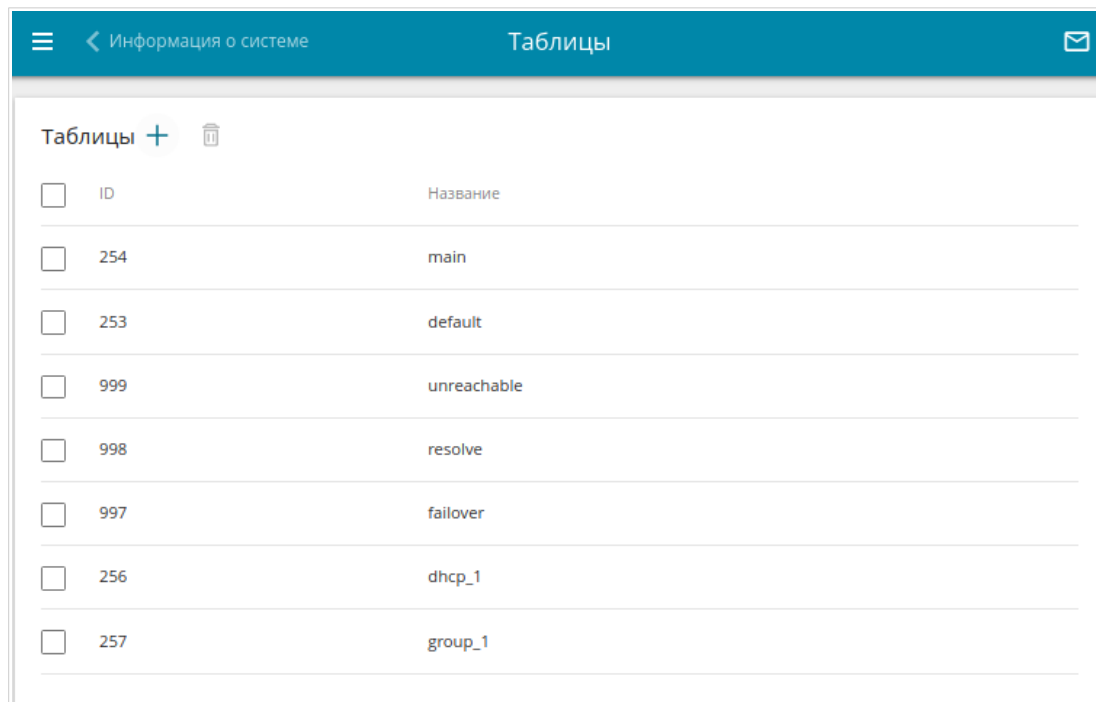 Информация о системе Таблицы
Таблицы
ID Название
254 main
253 default
999 unreachable
998 resolve
997 failover
256 dhcp_1
257 group_1